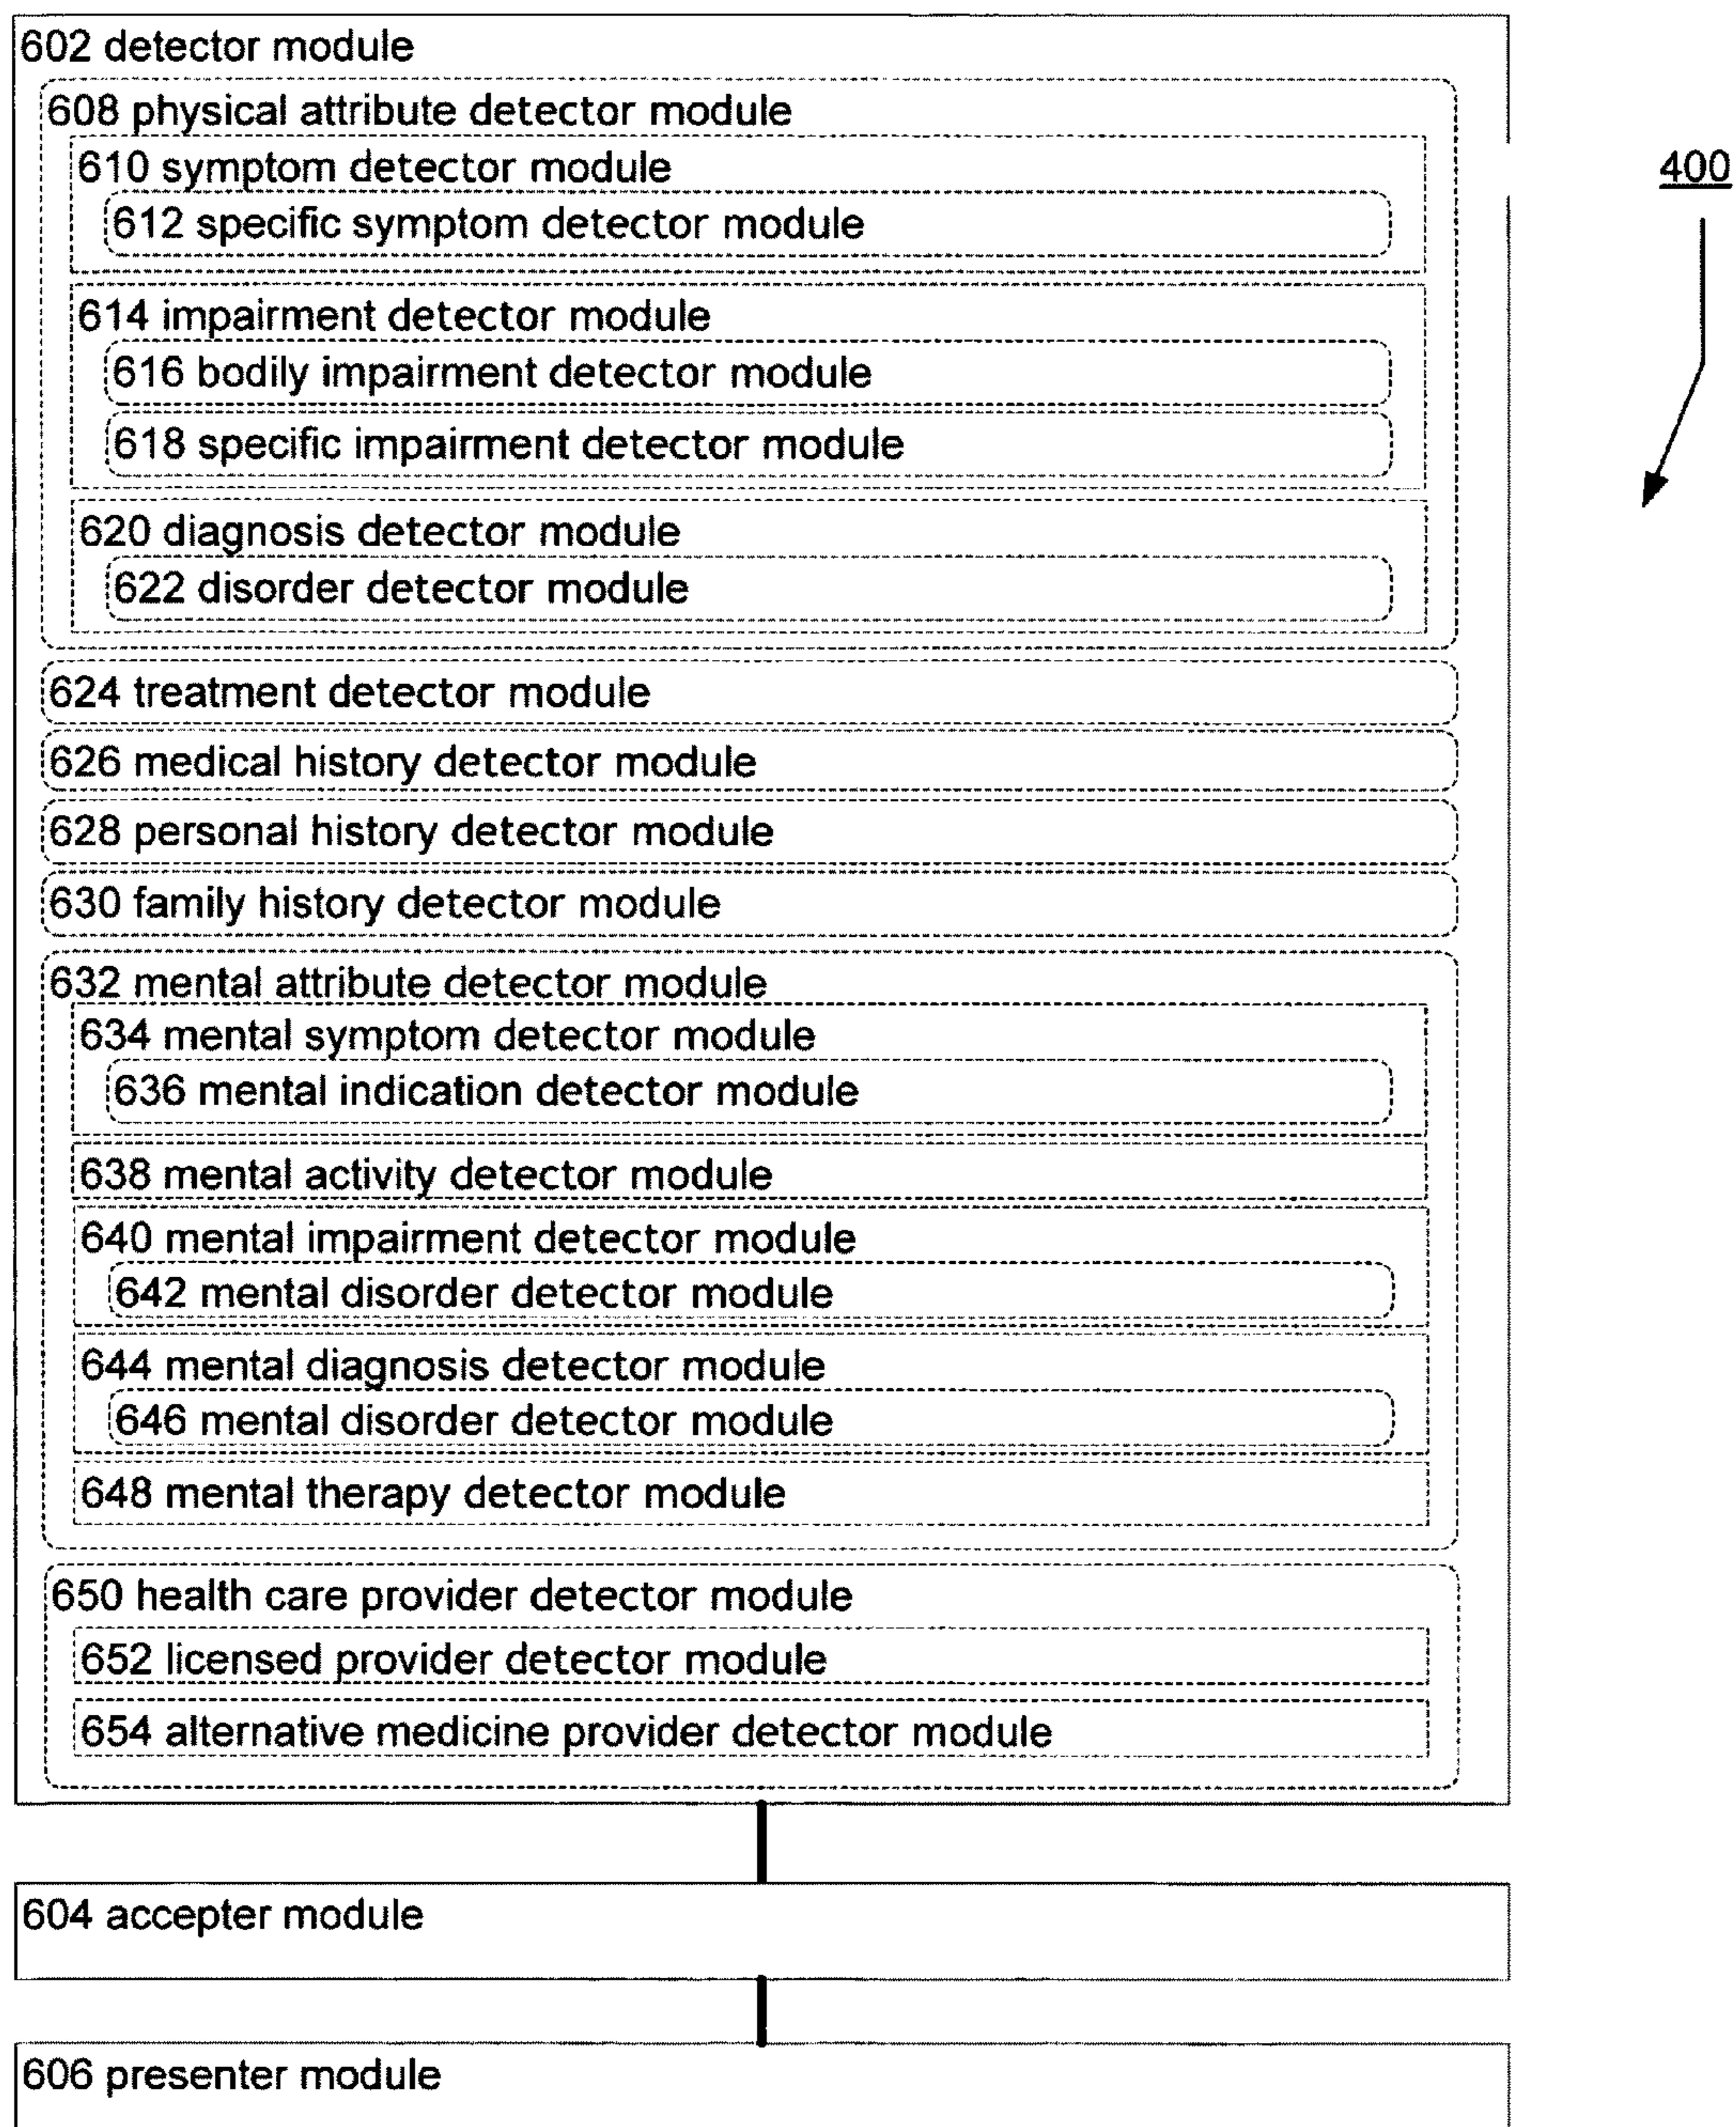 602 detector module
608 physical attribute detector module
610 symptom detector module
400
612 specific symptom detector module
614 impairment detector module
616 bodily impairment detector module
618 specific impairment detector module
620 diagnosis detector module
622 disorder detector module
624 treatment detector module
626 medical history detector module
628 personal history detector module
630 family history detector module
632 mental attribute detector module
634 mental symptom detector module
636 mental indication detector module
638 mental activity detector module
640 mental impairment detector module
642 mental disorder detector module
644 mental diagnosis detector module
646 mental disorder detector module
648 mental therapy detector module
650 health care provider detector module
652 licensed provider detector module
654 alternative medicine provider detector module
604 accepter module
606 presenter module